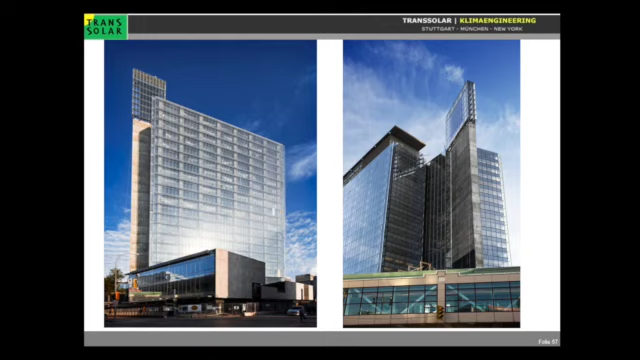 TRANS
SOLAR
TRANSSOLAR | KLIMAENGINEERING
STUTTGART - MÜNCHEN - NEW YORK
Folie 67